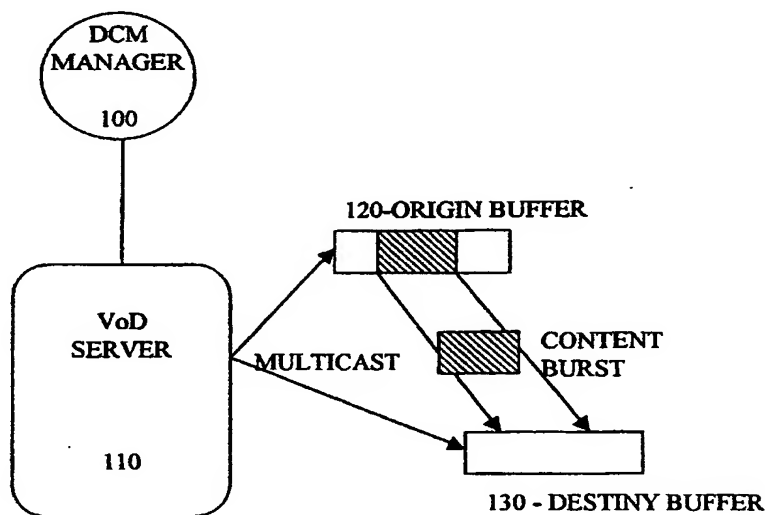 DCM
MANAGER
100
120-ORIGIN BUFFER
VoD
SERVER
MULTICAST
CONTENT
BURST
110
130 - DESTINY BUFFER